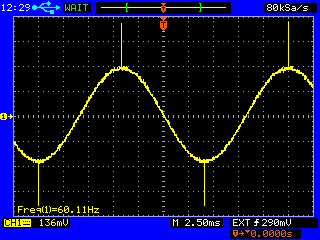 12:29 WAIT T 80kSa/s
T
1
Freq(1)=60.11Hz
CH1 136mV M 2.50ms EXT 290mV
T 0.0000s